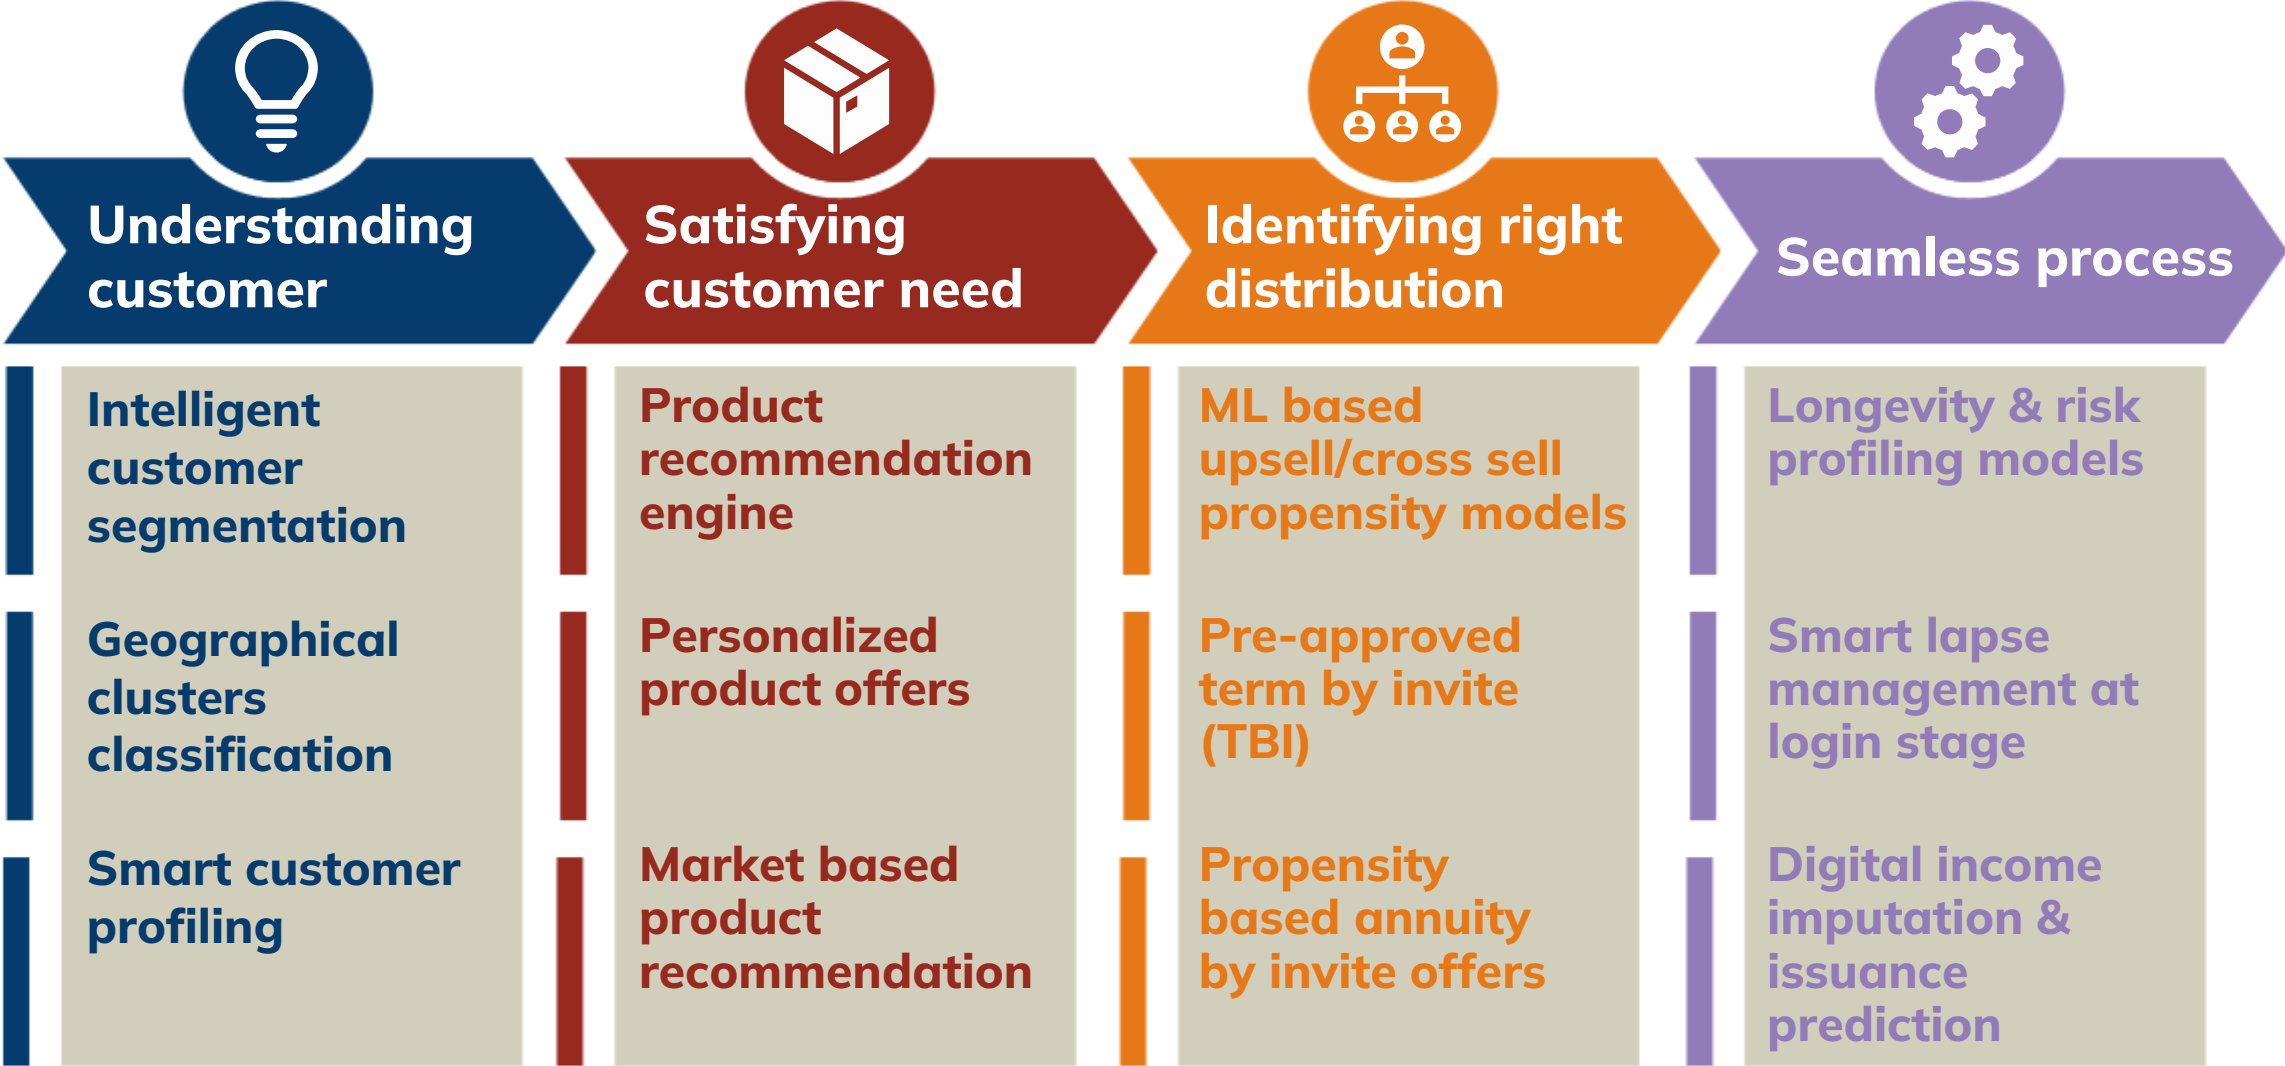 Understanding
customer
Satisfying
customer need
Identifying right
distribution
Seamless process
Intelligent
customer
segmentation
Geographical
clusters
classification
Smart customer
profiling
Product
recommendation
engine
Personalized
product offers
Market based
product
recommendation
ML based
upsell/cross sell
propensity models
Pre-approved
term by invite
(TBI)
Propensity
based annuity
by invite offers
Longevity & risk
profiling models
Smart lapse
management at
login stage
Digital income
imputation &
issuance
prediction